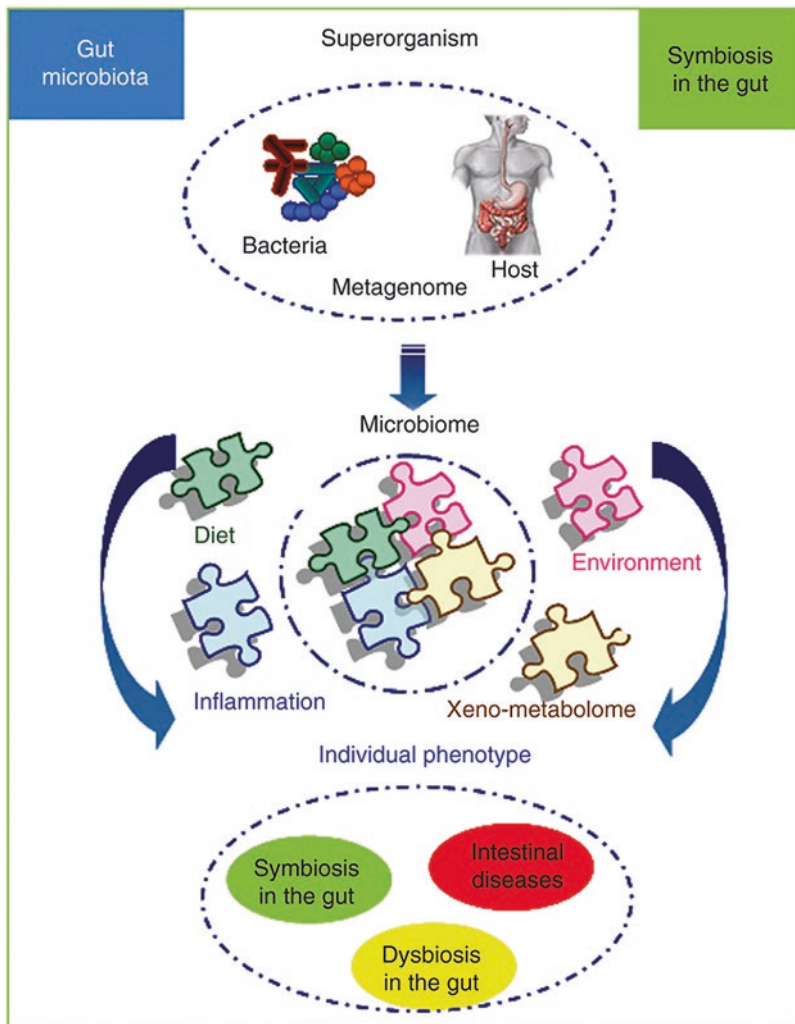 Gut
microbiota
Superorganism
Symbiosis
in the gut
Bacteria
Host
Metagenome
Microbiome
Diet
Environment
Inflammation
Xeno-metabolome
Individual phenotype
Symbiosis
in the gut
Intestinal
diseases
Dysbiosis
in the gut